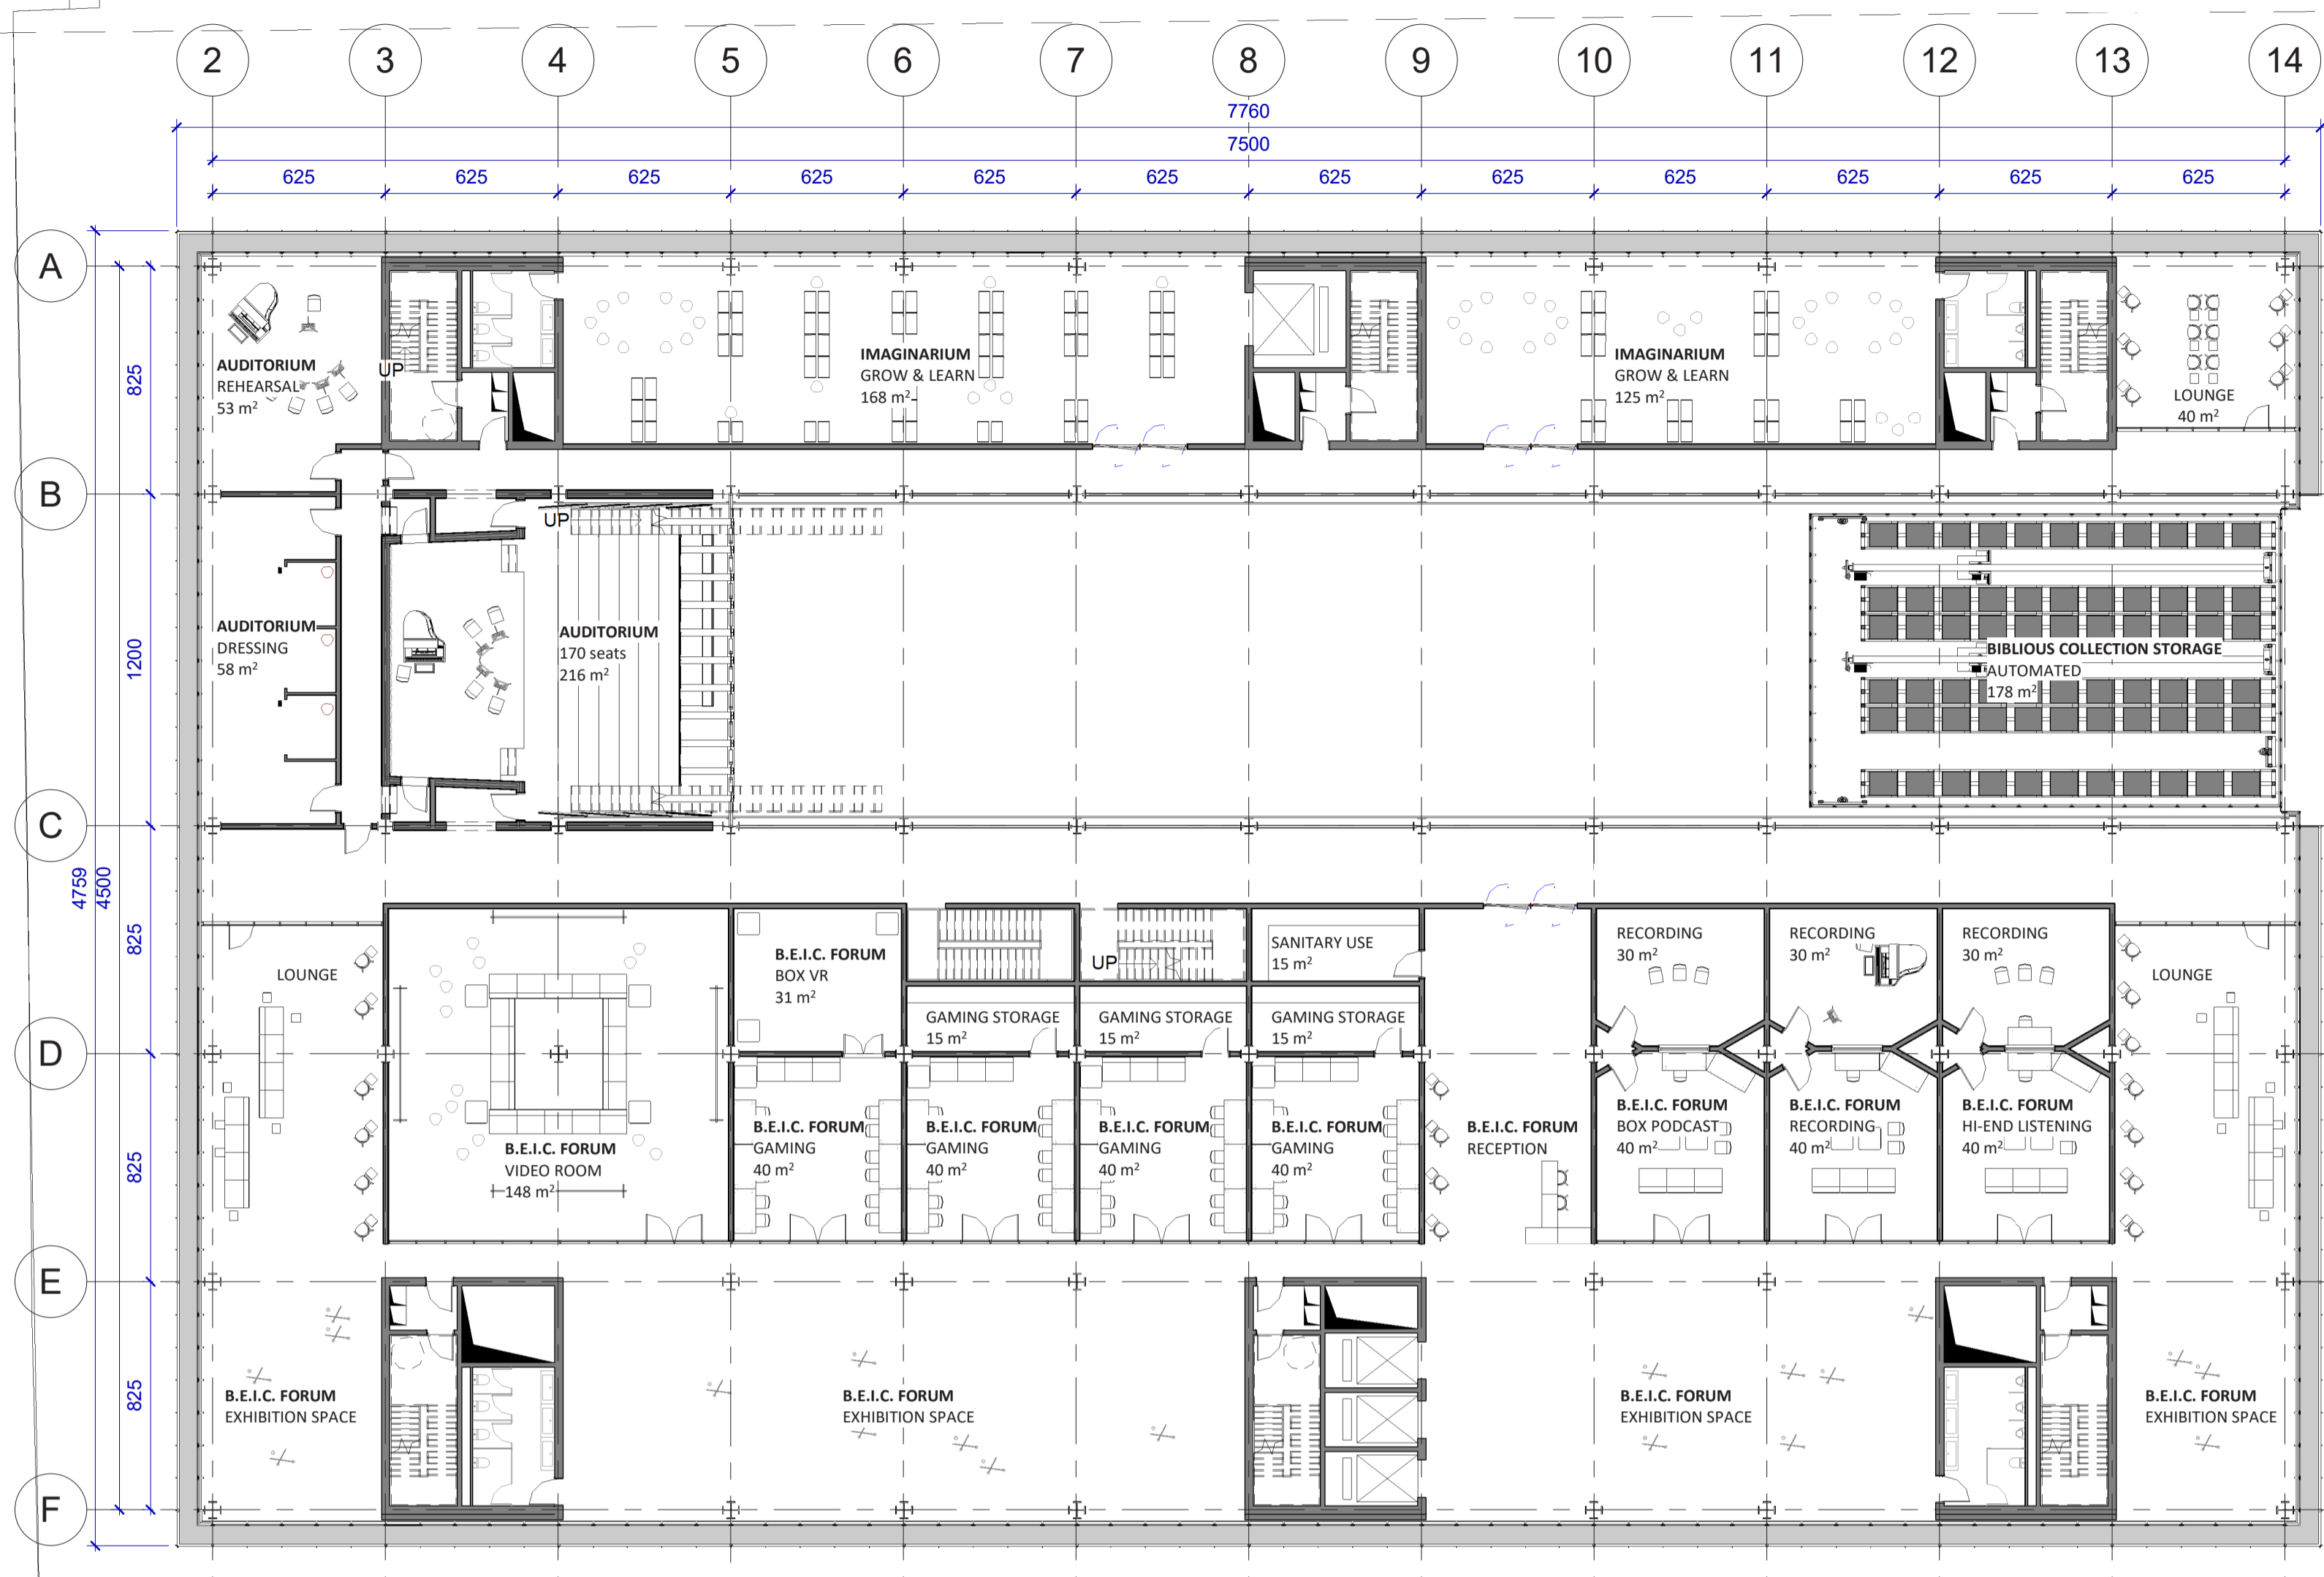 2 3 4 5 6 7 8 9 10 11 12 13 14
7760
7500
625 625 625 625 625 625 625 625 625 625 625 625
A
B
C
D
E
F
825
1200
825
825
825
4759
4500
AUDITORIUM
REHEARSAL
53 m²
UP
IMAGINARIUM
GROW & LEARN
168 m²
IMAGINARIUM
GROW & LEARN
125 m²
LOUNGE
40 m²
AUDITORIUM
DRESSING
58 m²
UP
AUDITORIUM
170 seats
216 m²
BIBLIOUS COLLECTION STORAGE
AUTOMATED
178 m²
LOUNGE
B.E.I.C. FORUM
VIDEO ROOM
148 m²
B.E.I.C. FORUM
BOX VR
31 m²
UP
SANITARY USE
15 m²
GAMING STORAGE
15 m²
GAMING STORAGE
15 m²
GAMING STORAGE
15 m²
B.E.I.C. FORUM
GAMING
40 m²
B.E.I.C. FORUM
GAMING
40 m²
B.E.I.C. FORUM
GAMING
40 m²
B.E.I.C. FORUM
GAMING
40 m²
B.E.I.C. FORUM
RECEPTION
RECORDING
30 m²
RECORDING
30 m²
RECORDING
30 m²
B.E.I.C. FORUM
BOX PODCAST
40 m²
B.E.I.C. FORUM
RECORDING
40 m²
B.E.I.C. FORUM
HI-END LISTENING
40 m²
LOUNGE
B.E.I.C. FORUM
EXHIBITION SPACE
B.E.I.C. FORUM
EXHIBITION SPACE
B.E.I.C. FORUM
EXHIBITION SPACE
B.E.I.C. FORUM
EXHIBITION SPACE